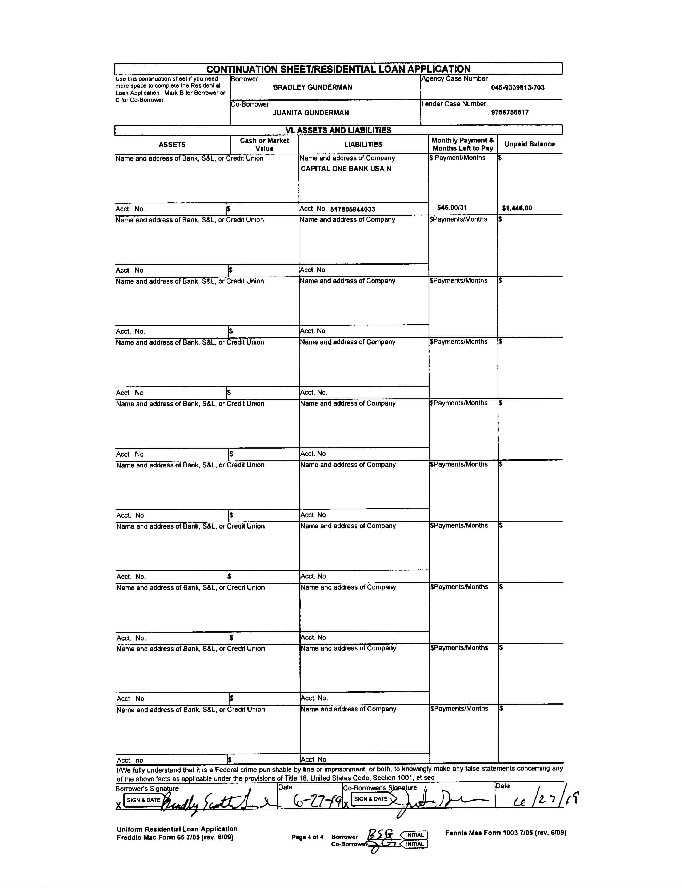 CONTINUATION SHEET/RESIDENTIAL LOAN APPLICATION
Use this continuation sheet if you need
more space to complete the Residential
Loan Application. Mark B for Borrower or
C for Co-Borrower.
Borrower
BRADLEY GUNDERMAN
Agency Case Number
Co-Borrower
JUANITA GUNDERMAN
Lender Case Number
VI. ASSETS AND LIABILITIES
ASSETS
Cash or Market
Value
LIABILITIES
Monthly Payment &
Months Left to Pay
Unpaid Balance
Name and address of Bank, S&L, or Credit Union
Name and address of Company
$ Payment/Months
$
CAPITAL ONE BANK USA N
Acct. No.
$
Acct. No.
$1,446.00
Name and address of Bank, S&L, or Credit Union
Name and address of Company
$Payments/Months
$
Acct. No.
$
Acct. No.
Name and address of Bank, S&L, or Credit Union
Name and address of Company
$Payments/Months
$
Acct. No.
$
Acct. No.
Name and address of Bank, S&L, or Credit Union
Name and address of Company
$Payments/Months
$
Acct. No.
$
Acct. No.
Name and address of Bank, S&L, or Credit Union
Name and address of Company
$Payments/Months
$
Acct. No.
$
Acct. No.
Name and address of Bank, S&L, or Credit Union
Name and address of Company
$Payments/Months
$
Acct. No.
$
Acct. No.
Name and address of Bank, S&L, or Credit Union
Name and address of Company
$Payments/Months
$
Acct. No.
$
Acct. No.
Name and address of Bank, S&L, or Credit Union
Name and address of Company
$Payments/Months
$
Acct. No.
$
Acct. No.
Name and address of Bank, S&L, or Credit Union
Name and address of Company
$Payments/Months
$
Acct. No.
$
Acct. No.
Name and address of Bank, S&L, or Credit Union
Name and address of Company
$Payments/Months
$
Acct. no.
$
Acct. No.
I/We fully understand that it is a Federal crime punishable by fine or imprisonment, or both, to knowingly make any false statements concerning any
of the above facts as applicable under the provisions of Title 18, United States Code, Section 1001, et seq.
Borrower's Signature
Date
Co-Borrower's Signature
Date
X SIGN & DATE Bradly Scott
6-27-19
X SIGN & DATE
6/27/19
Uniform Residential Loan Application
Freddie Mac Form 65 7/05 (rev. 6/09)
Page 4 of 4
Borrower BSG INITIAL
Co-Borrower INITIAL
Fannie Mae Form 1003 7/05 (rev. 6/09)